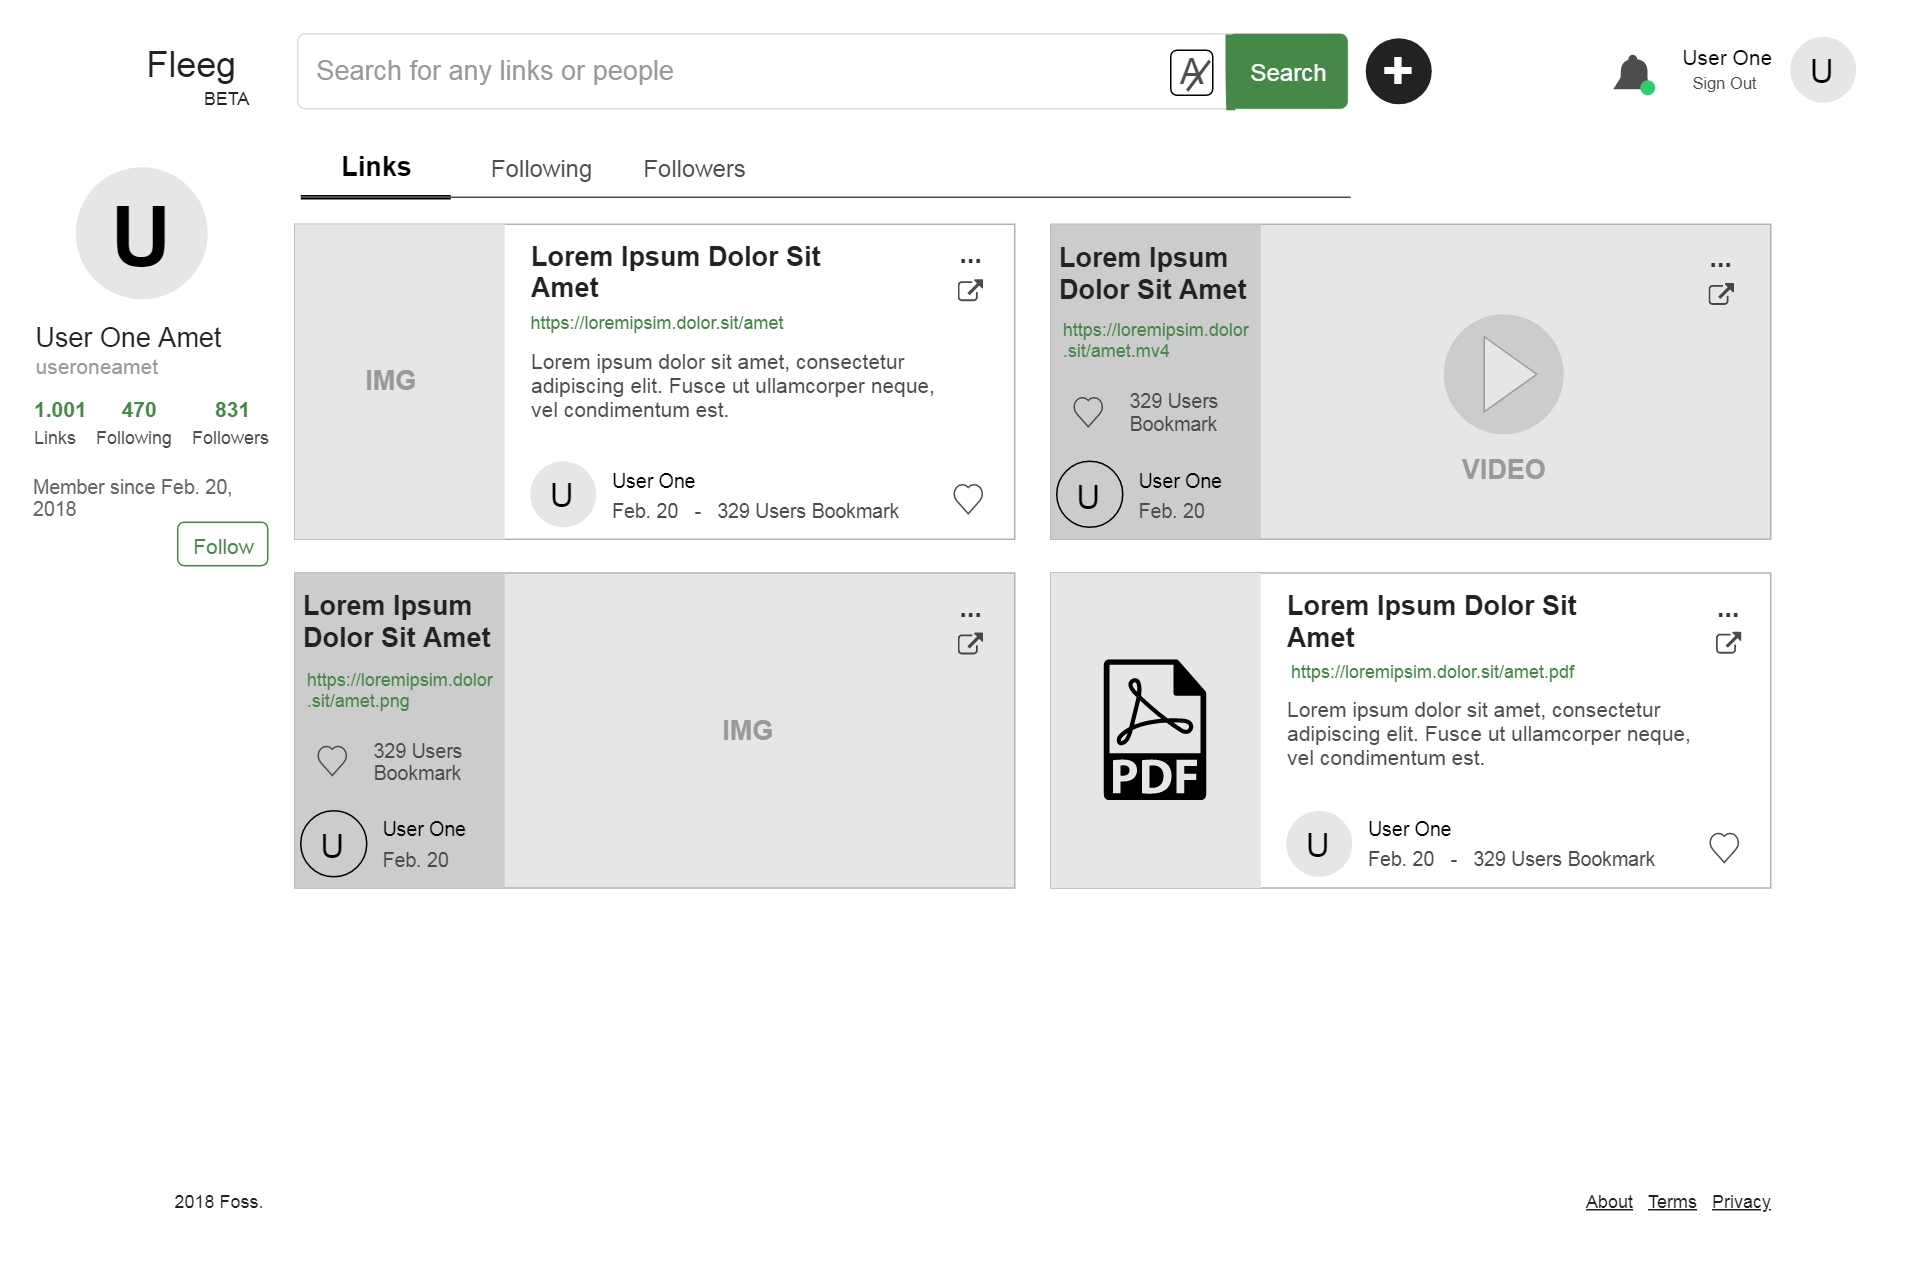 Fleeg
BETA
Search for any links or people
A
Search
User One
Sign Out
U
Links
Following
Followers
U
User One Amet
useroneamet
1.001 470 831
Links Following Followers
Member since Feb. 20,
2018
Follow
IMG
Lorem Ipsum Dolor Sit
Amet
...
https://loremipsim.dolor.sit/amet
Lorem ipsum dolor sit amet, consectetur
adipiscing elit. Fusce ut ullamcorper neque,
vel condimentum est.
U
User One
Feb. 20 - 329 Users Bookmark
Lorem Ipsum
Dolor Sit Amet
https://loremipsim.dolor
.sit/amet.mv4
329 Users
Bookmark
U
User One
Feb. 20
...
VIDEO
Lorem Ipsum
Dolor Sit Amet
https://loremipsim.dolor
.sit/amet.png
329 Users
Bookmark
U
User One
Feb. 20
...
IMG
PDF
Lorem Ipsum Dolor Sit
Amet
...
https://loremipsim.dolor.sit/amet.pdf
Lorem ipsum dolor sit amet, consectetur
adipiscing elit. Fusce ut ullamcorper neque,
vel condimentum est.
U
User One
Feb. 20 - 329 Users Bookmark
2018 Foss.
About Terms Privacy